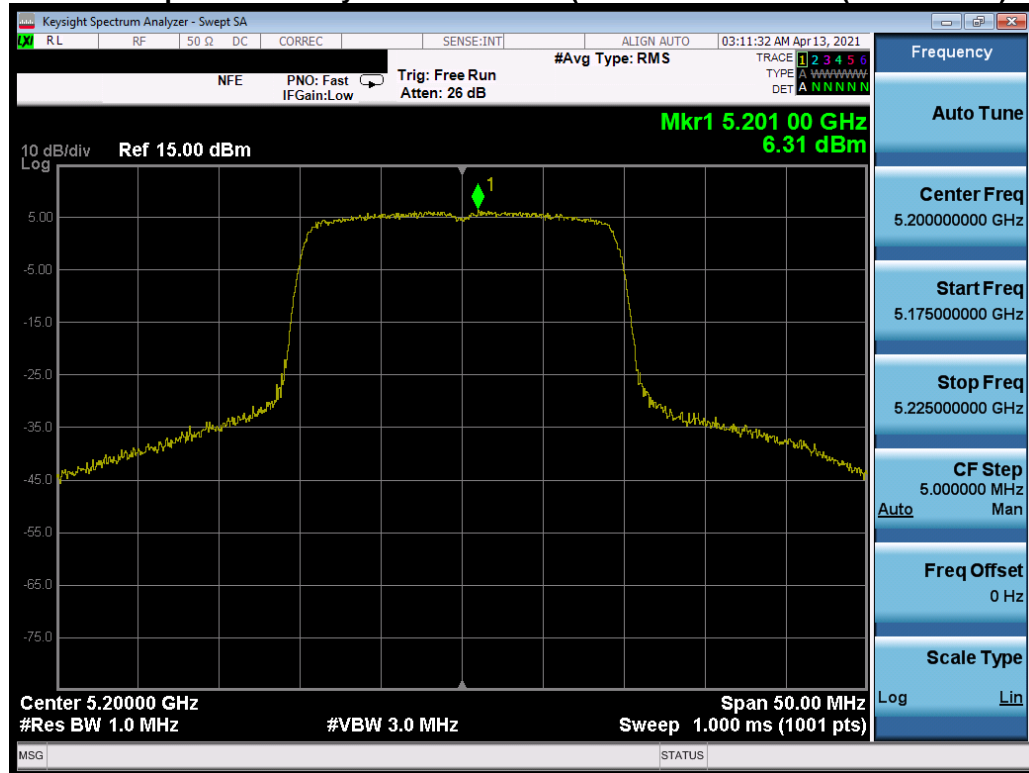 Keysight Spectrum Analyzer - Swept SA
LXI RL RF 50 Ω DC CORREC SENSE:INT ALIGN AUTO 03:11:32 AM Apr 13, 2021
#Avg Type: RMS TRACE 1 2 3 4 5 6
NFE PNO: Fast Trig: Free Run TYPE A WWWWW
IFGain:Low Atten: 26 dB DET A N N N N N
Mkr1 5.201 00 GHz
10 dB/div Ref 15.00 dBm 6.31 dBm
Log
1
5.00
-5.00
-15.0
-25.0
-35.0
-45.0
-55.0
-65.0
-75.0
Center 5.20000 GHz Span 50.00 MHz
#Res BW 1.0 MHz #VBW 3.0 MHz Sweep 1.000 ms (1001 pts)
MSG STATUS
Frequency
Auto Tune
Center Freq
5.200000000 GHz
Start Freq
5.175000000 GHz
Stop Freq
5.225000000 GHz
CF Step
5.000000 MHz
Auto Man
Freq Offset
0 Hz
Scale Type
Log Lin